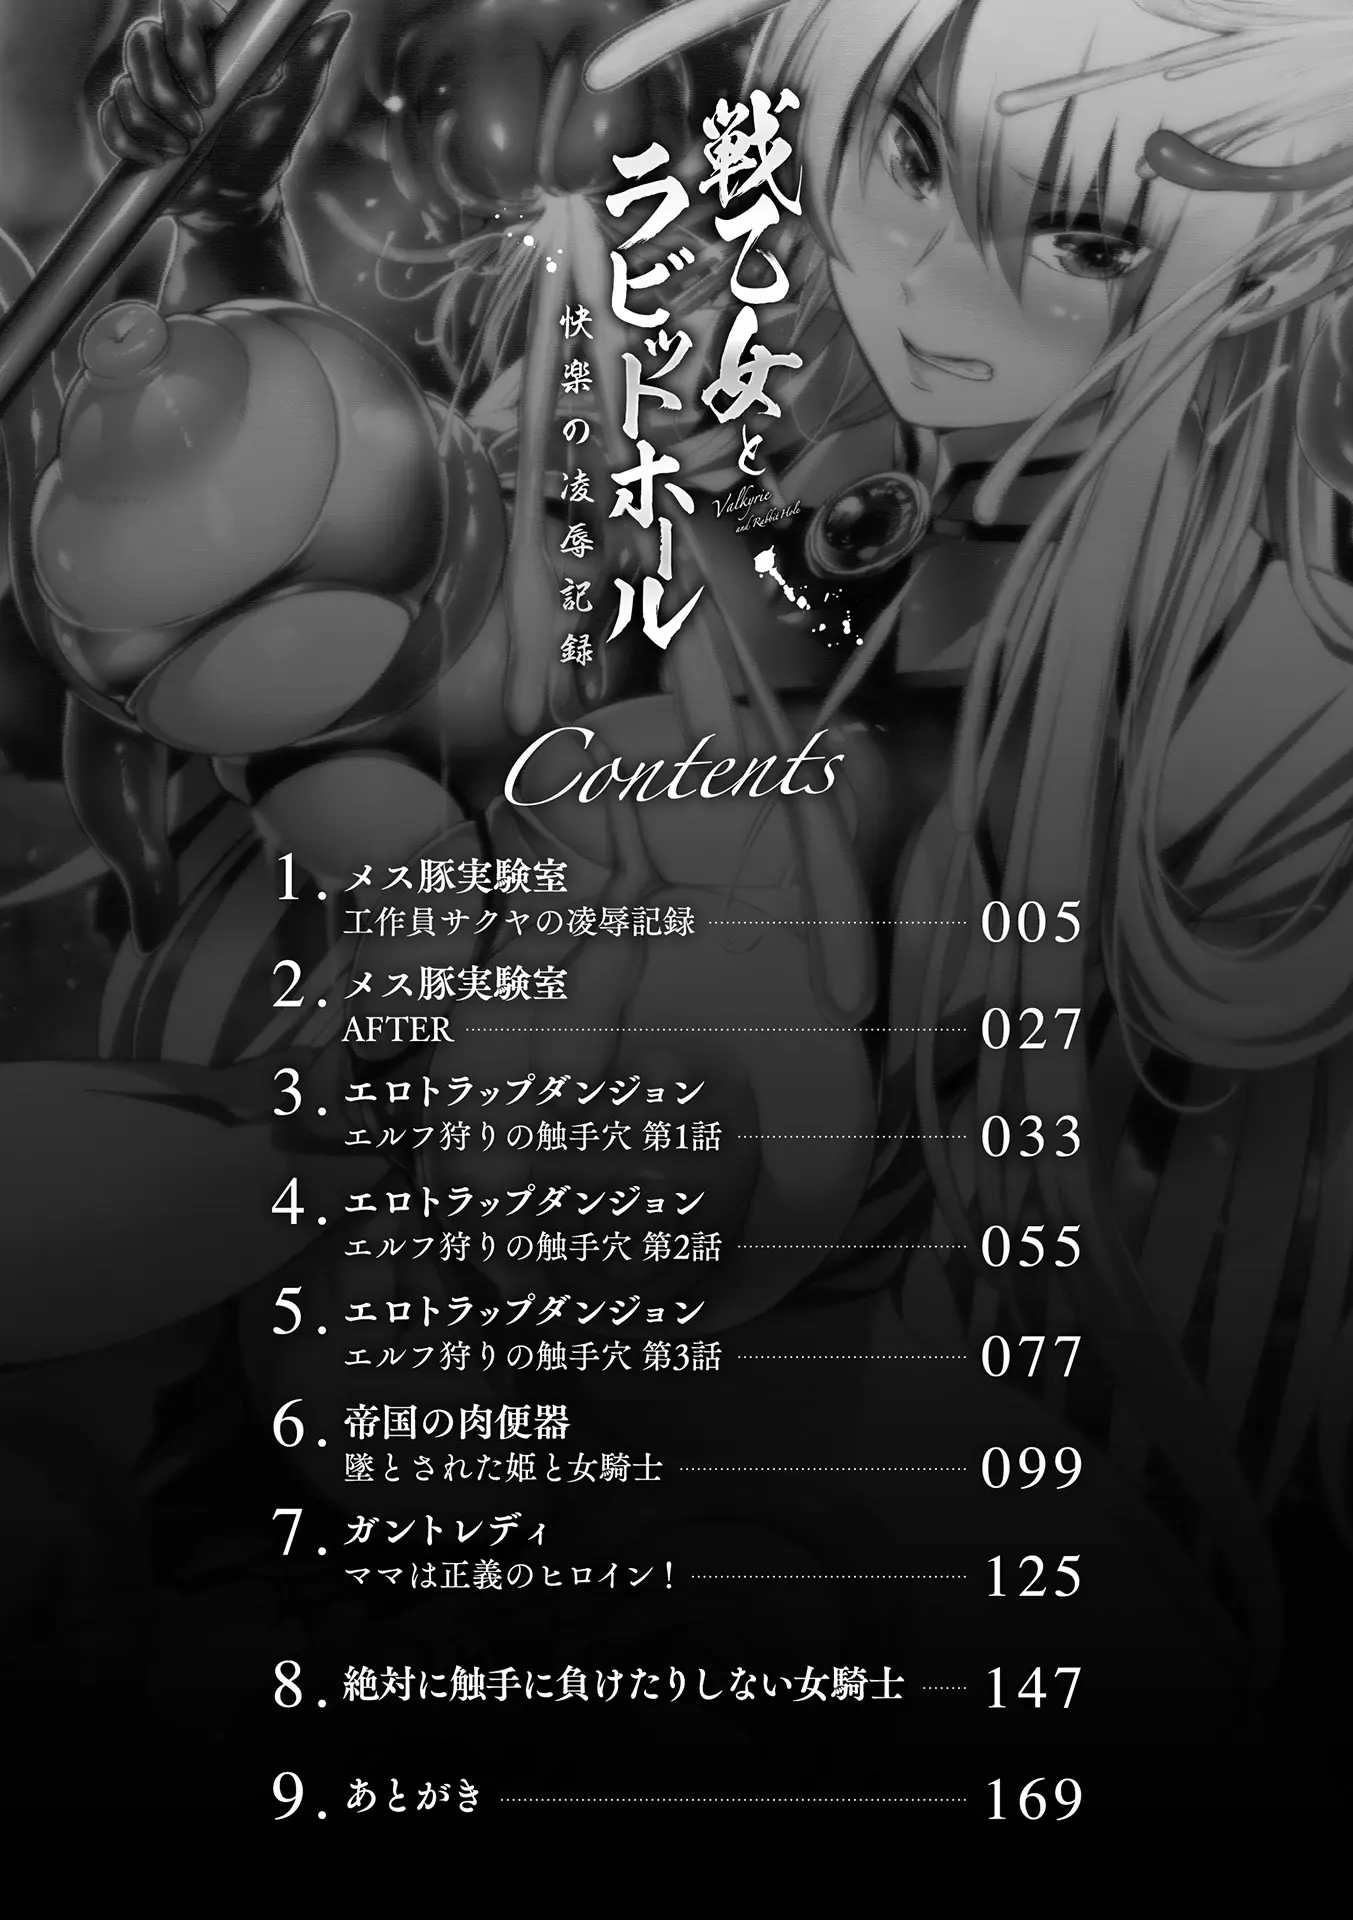 戦乙女と
ラビットホール
Valkyrie
and Rabbit Hole
快楽の凌辱記録
Contents
1. メス豚実験室
工作員サクヤの凌辱記録 005
2. メス豚実験室
AFTER 027
3. エロトラップダンジョン
エルフ狩りの触手穴 第1話 033
4. エロトラップダンジョン
エルフ狩りの触手穴 第2話 055
5. エロトラップダンジョン
エルフ狩りの触手穴 第3話 077
6. 帝国の肉便器
墜とされた姫と女騎士 099
7. ガントレディ
ママは正義のヒロイン! 125
8. 絶対に触手に負けたりしない女騎士 147
9. あとがき 169